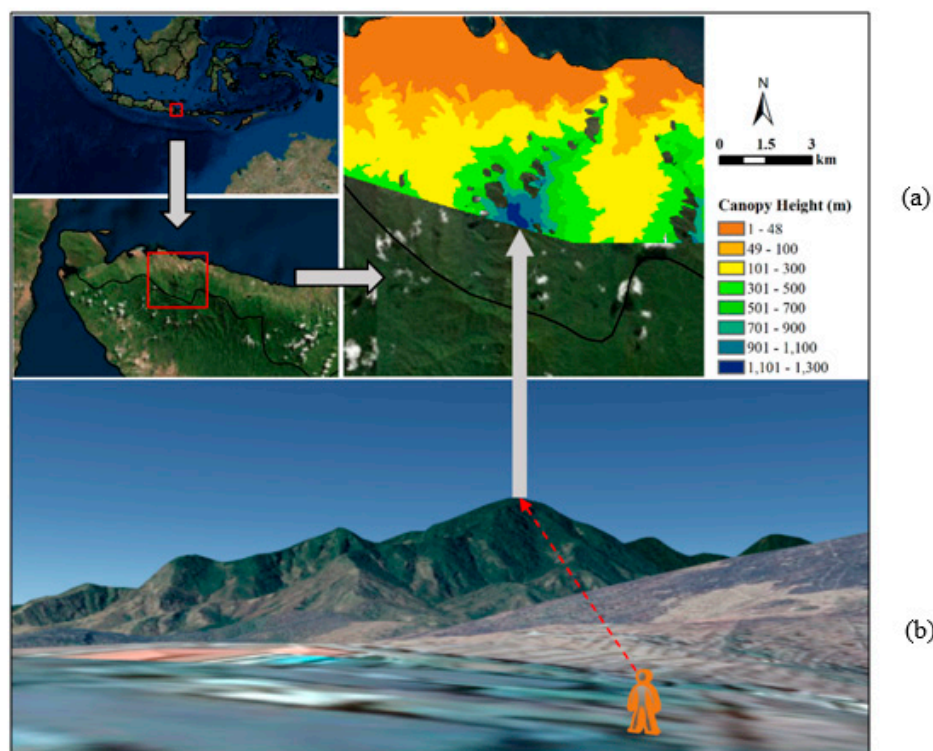 N
0 1.5 3
km
Canopy Height (m)
1 - 48
49 - 100
101 - 300
301 - 500
501 - 700
701 - 900
901 - 1,100
1,101 - 1,300
(a)
(b)